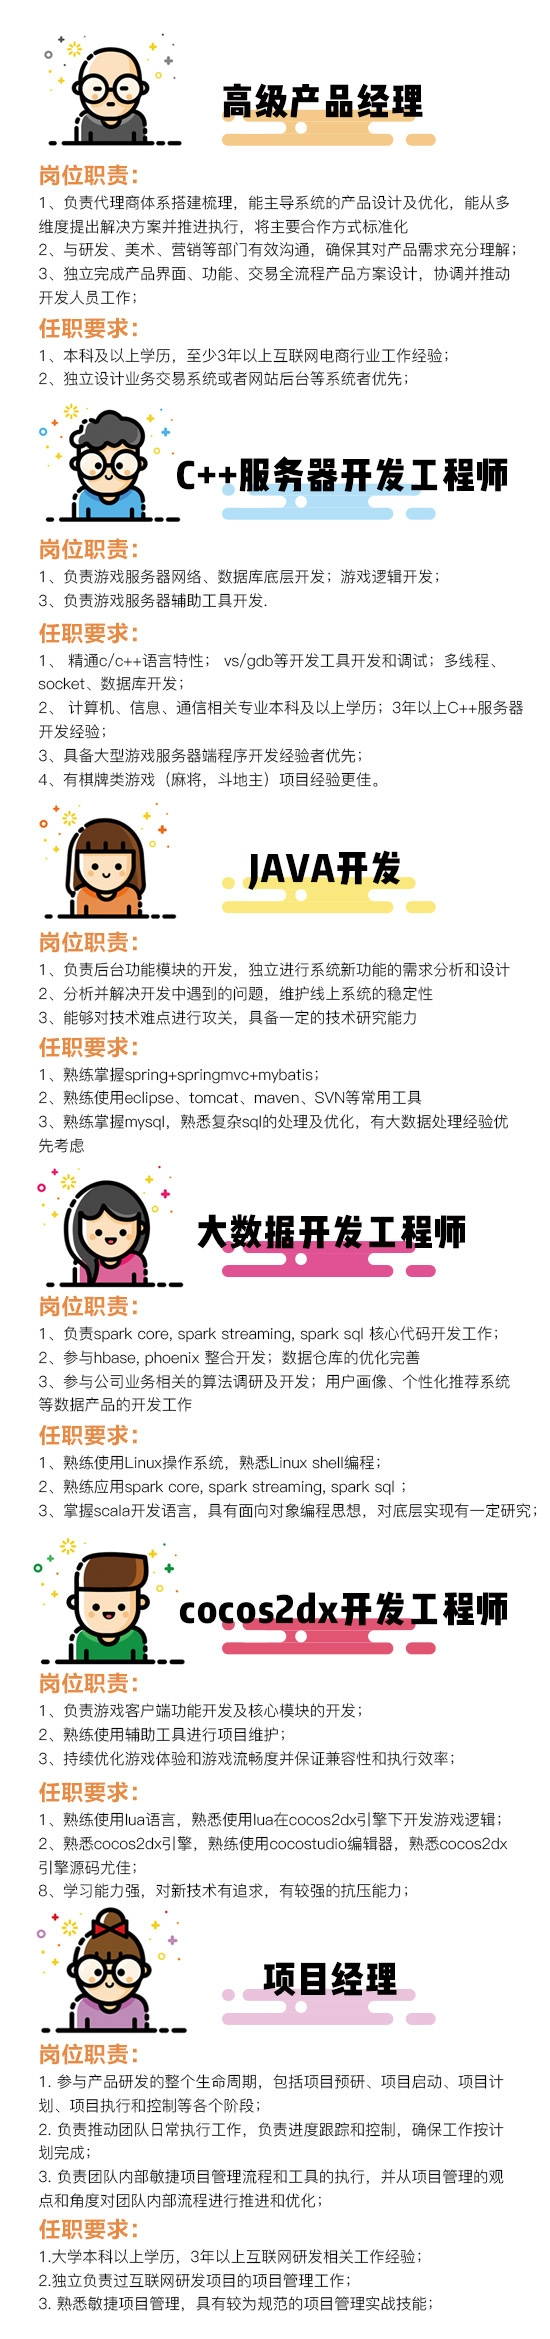 高级产品经理
岗位职责：
1、负责代理商体系搭建梳理，能主导系统的产品设计及优化，能从多
维度提出解决方案并推进执行，将主要合作方式标准化
2、与研发、美术、营销等部门有效沟通，确保其对产品需求充分理解；
3、独立完成产品界面、功能、交易全流程产品方案设计，协调并推动
开发人员工作；
任职要求：
1、本科及以上学历，至少3年以上互联网电商行业工作经验；
2、独立设计业务交易系统或者网站后台等系统者优先；
C++服务器开发工程师
岗位职责：
1、负责游戏服务器网络、数据库底层开发；游戏逻辑开发；
3、负责游戏服务器辅助工具开发.
任职要求：
1、 精通c/c++语言特性； vs/gdb等开发工具开发和调试；多线程、
socket、数据库开发；
2、 计算机、信息、通信相关专业本科及以上学历；3年以上C++服务器
开发经验；
3、具备大型游戏服务器端程序开发经验者优先；
4、有棋牌类游戏（麻将，斗地主）项目经验更佳。
JAVA开发
岗位职责：
1、负责后台功能模块的开发，独立进行系统新功能的需求分析和设计
2、分析并解决开发中遇到的问题，维护线上系统的稳定性
3、能够对技术难点进行攻关，具备一定的技术研究能力
任职要求：
1、熟练掌握spring+springmvc+mybatis；
2、熟练使用eclipse、tomcat、maven、SVN等常用工具
3、熟练掌握mysql，熟悉复杂sql的处理及优化，有大数据处理经验优
先考虑
大数据开发工程师
岗位职责：
1、负责spark core, spark streaming, spark sql 核心代码开发工作；
2、参与hbase, phoenix 整合开发；数据仓库的优化完善
3、参与公司业务相关的算法调研及开发；用户画像、个性化推荐系统
等数据产品的开发工作
任职要求：
1、熟练使用Linux操作系统，熟悉Linux shell编程；
2、熟练应用spark core, spark streaming, spark sql ；
3、掌握scala开发语言，具有面向对象编程思想，对底层实现有一定研究；
cocos2dx开发工程师
岗位职责：
1、负责游戏客户端功能开发及核心模块的开发；
2、熟练使用辅助工具进行项目维护；
3、持续优化游戏体验和游戏流畅度并保证兼容性和执行效率；
任职要求：
1、熟练使用lua语言，熟悉使用lua在cocos2dx引擎下开发游戏逻辑；
2、熟悉cocos2dx引擎，熟练使用cocostudio编辑器，熟悉cocos2dx
引擎源码尤佳；
8、学习能力强，对新技术有追求，有较强的抗压能力；
项目经理
岗位职责：
1. 参与产品研发的整个生命周期，包括项目预研、项目启动、项目计
划、项目执行和控制等各个阶段；
2. 负责推动团队日常执行工作，负责进度跟踪和控制，确保工作按计
划完成；
3. 负责团队内部敏捷项目管理流程和工具的执行，并从项目管理的观
点和角度对团队内部流程进行推进和优化；
任职要求：
1.大学本科以上学历，3年以上互联网研发相关工作经验；
2.独立负责过互联网研发项目的项目管理工作；
3. 熟悉敏捷项目管理，具有较为规范的项目管理实战技能；